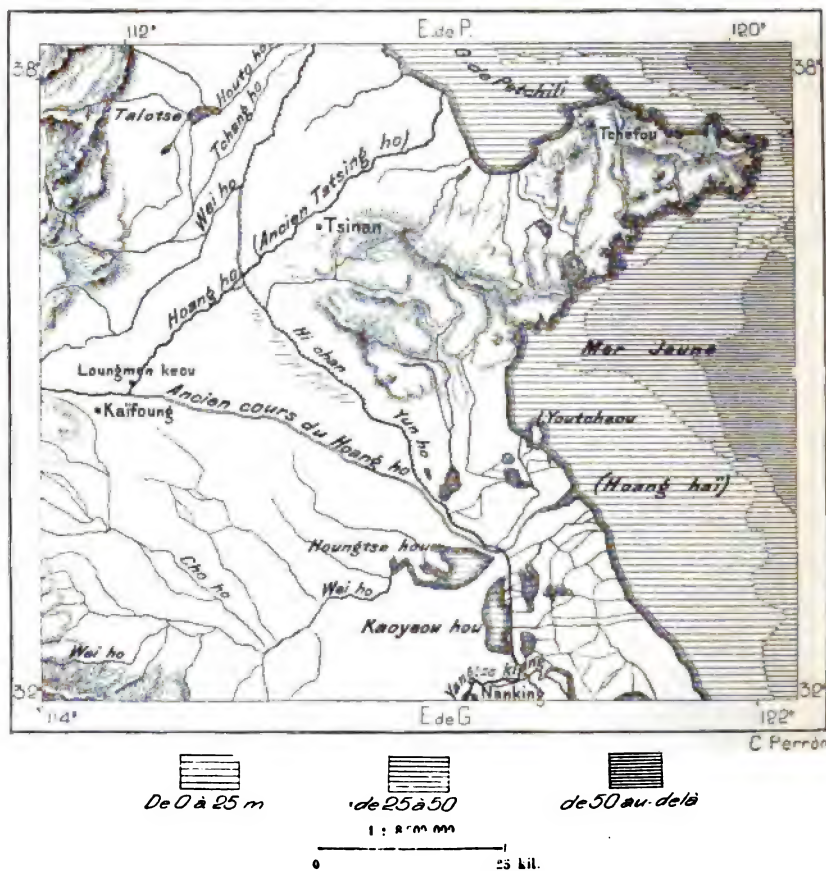 112° E. de P. 120°
38° 38°
G. de Petchili
Houto ho
Talotse
Tchang ho
Tchefou
Wei ho
(Ancien Tatsing ho)
Tsinan
Hoang ho
Mer Jaune
Loungmen keou
Hi chan
Kaïfoung
Ancien cours du Hoang ho
Yun ho
I. Youtcheou
(Hoang haï)
Houngtse hou
Cho ho
Wei ho
Kaoyeou hou
Wei ho
Yangtse kiang
Nanking
32° 32°
114° E. de G. 122°
C. Perron
De 0 à 25 m de 25 à 50 de 50 au-delà
0 25 kil.